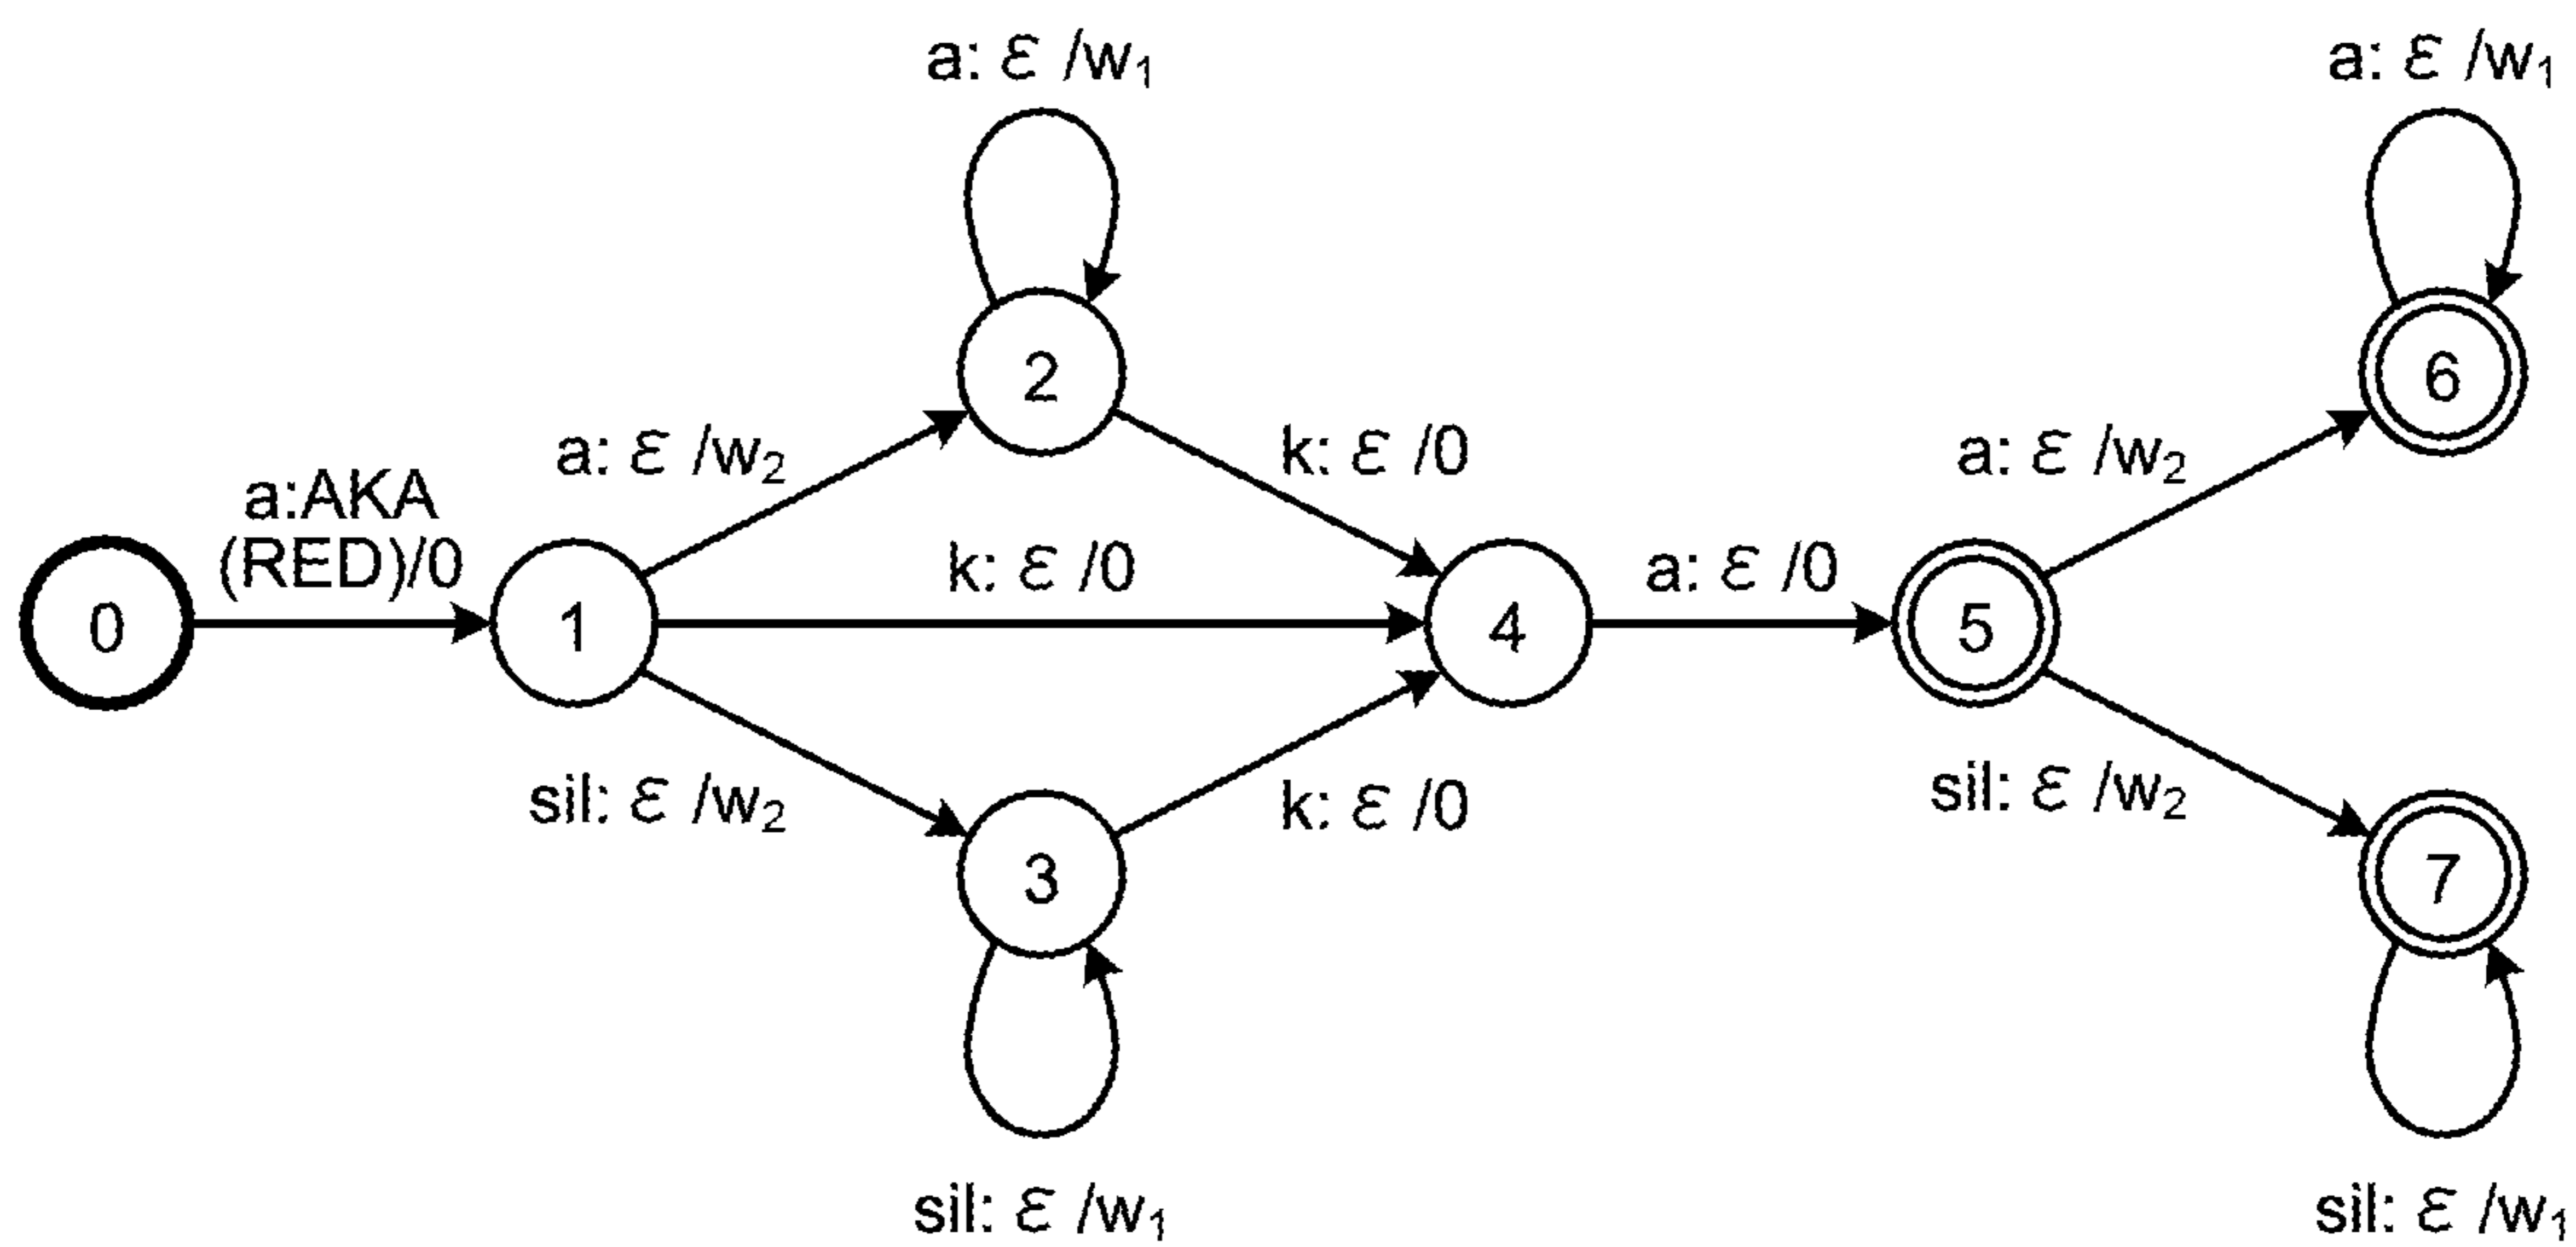 a: ε /w₁
a: ε /w₁
2
6
a: ε /w₂
k: ε /0
a: ε /w₂
a:AKA
(RED)/0
k: ε /0
a: ε /0
0
1
4
5
sil: ε /w₂
k: ε /0
sil: ε /w₂
3
7
sil: ε /w₁
sil: ε /w₁